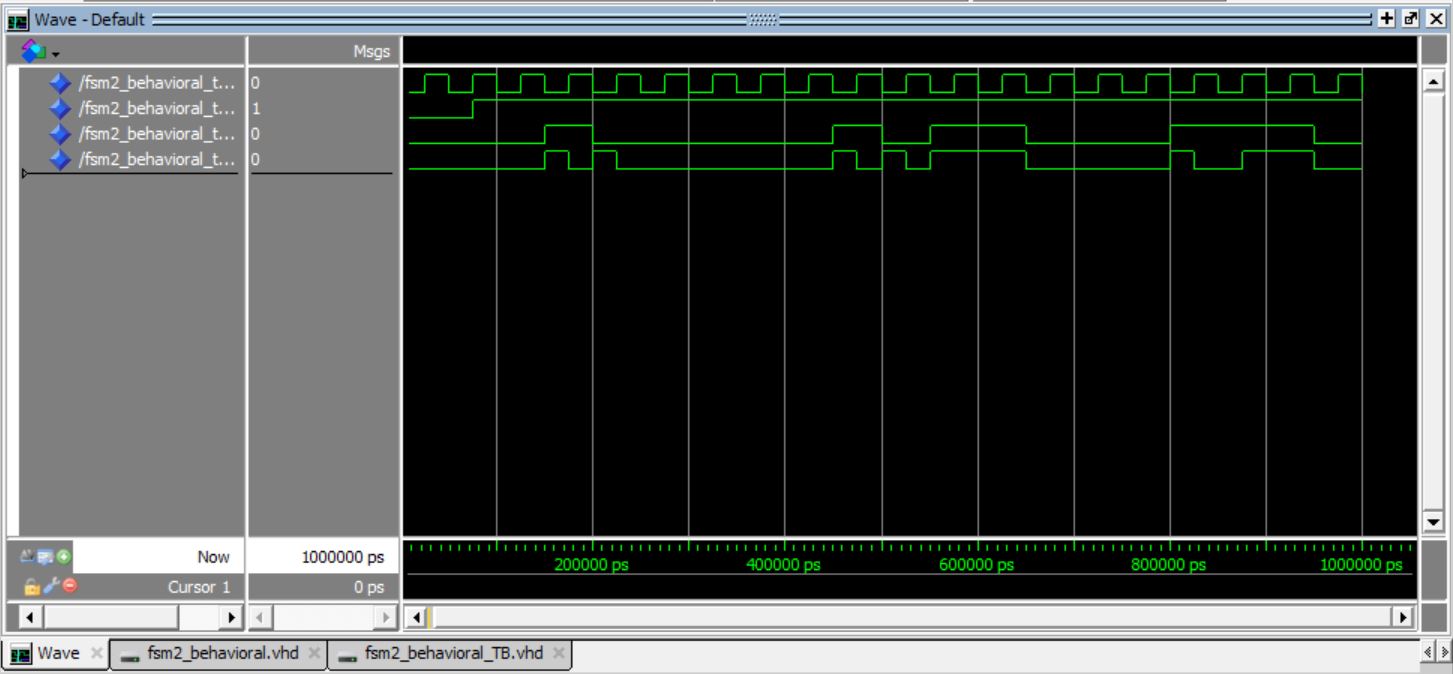 Wave - Default
Msgs
/fsm2_behavioral_t... 0
/fsm2_behavioral_t... 1
/fsm2_behavioral_t... 0
/fsm2_behavioral_t... 0
Now 1000000 ps
200000 ps 400000 ps 600000 ps 800000 ps 1000000 ps
Cursor 1 0 ps
Wave fsm2_behavioral.vhd fsm2_behavioral_TB.vhd